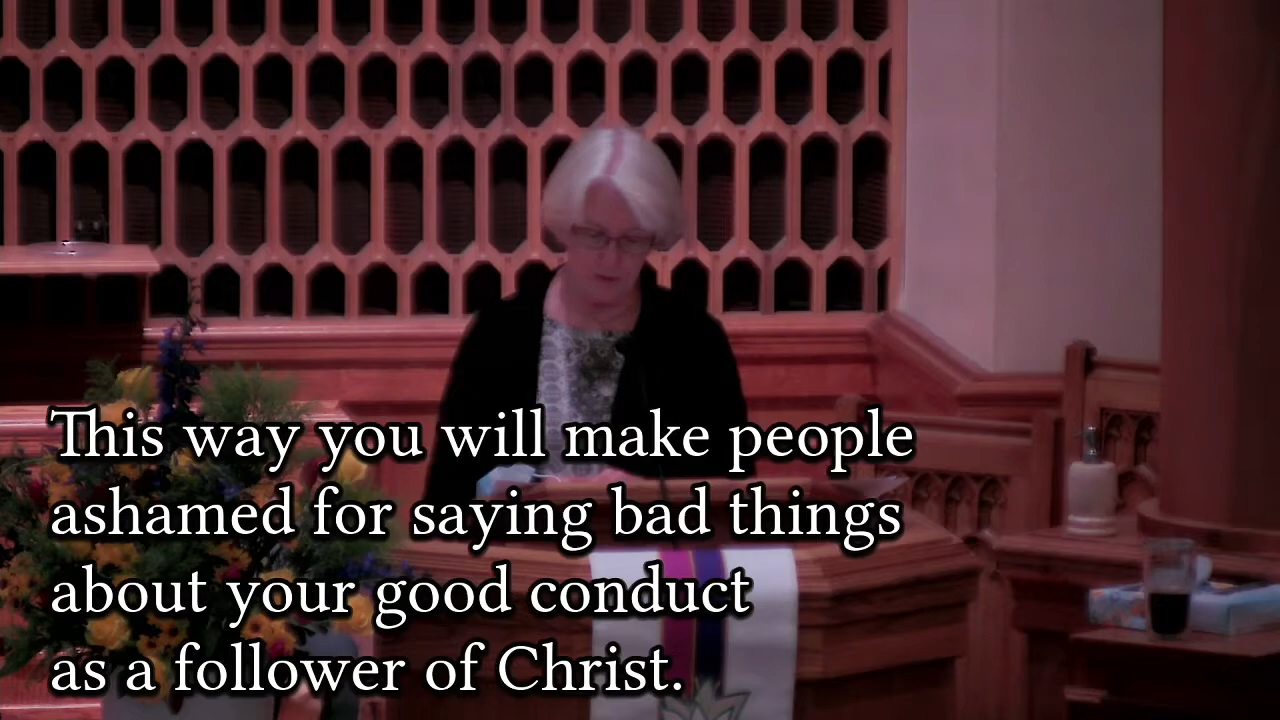 This way you will make people
ashamed for saying bad things
about your good conduct
as a follower of Christ.